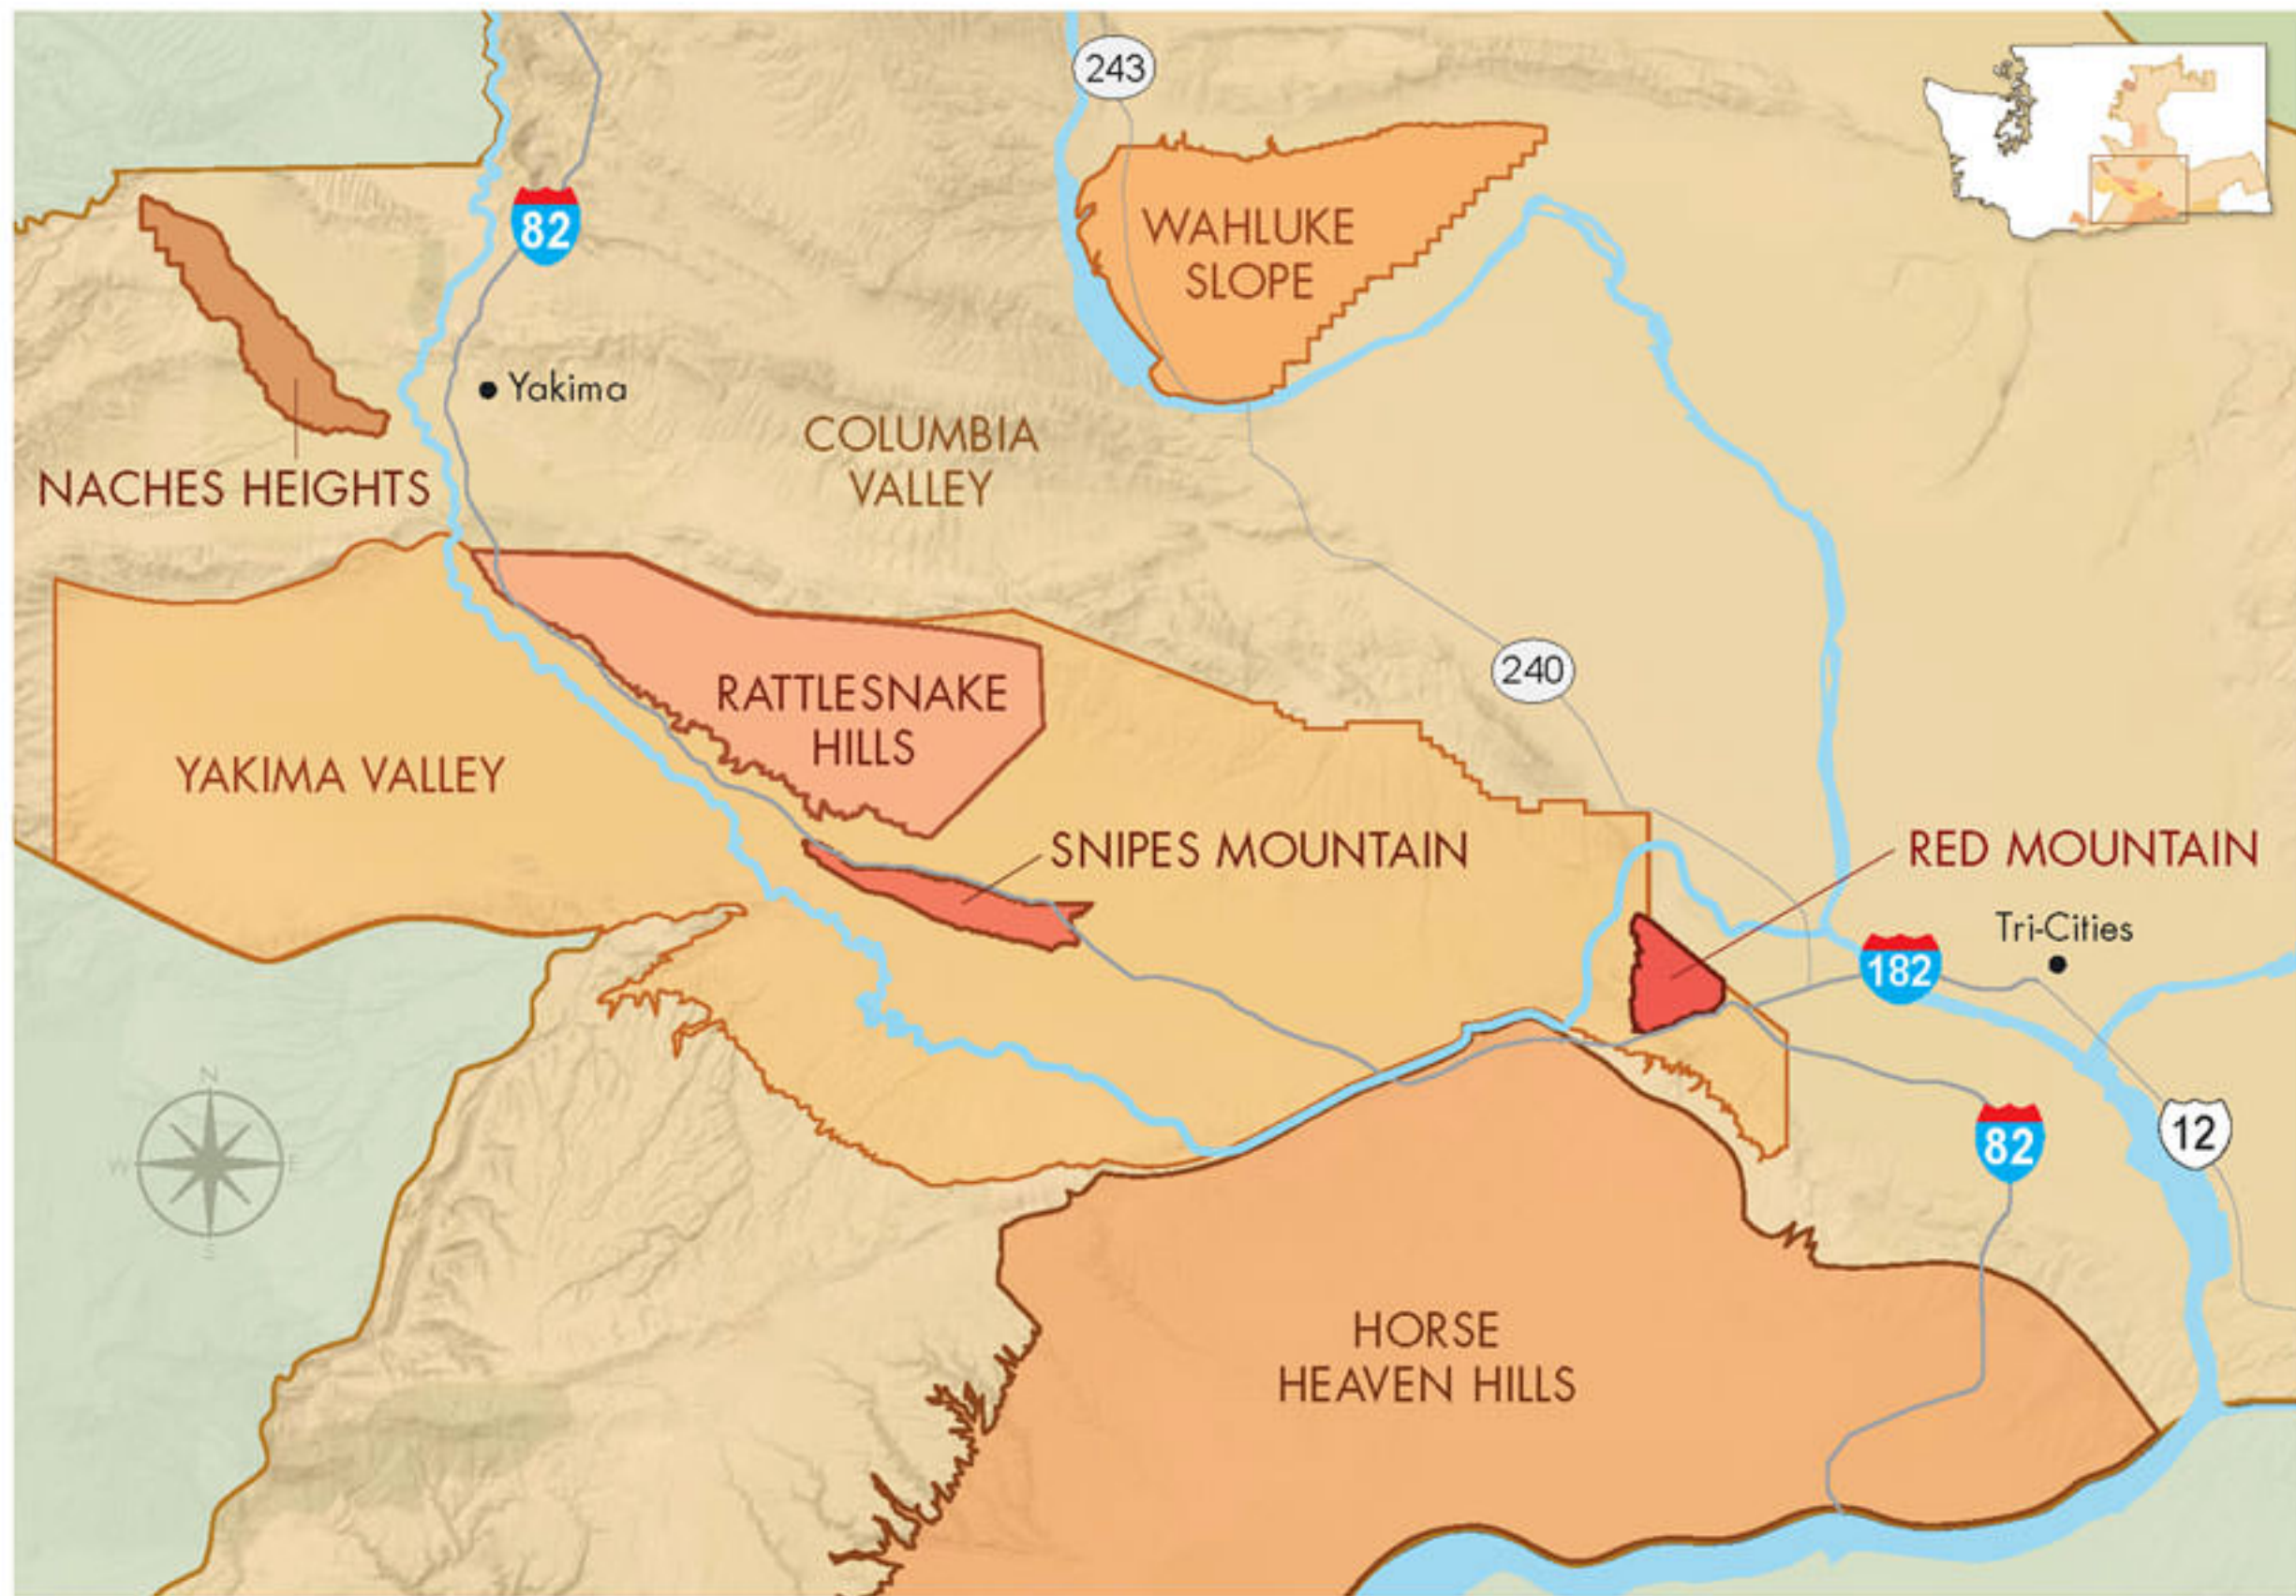 243
82
WAHLUKE
SLOPE
Yakima
COLUMBIA
VALLEY
NACHES HEIGHTS
RATTLESNAKE
HILLS
240
YAKIMA VALLEY
SNIPES MOUNTAIN
RED MOUNTAIN
Tri-Cities
182
N
W
E
S
82
12
HORSE
HEAVEN HILLS